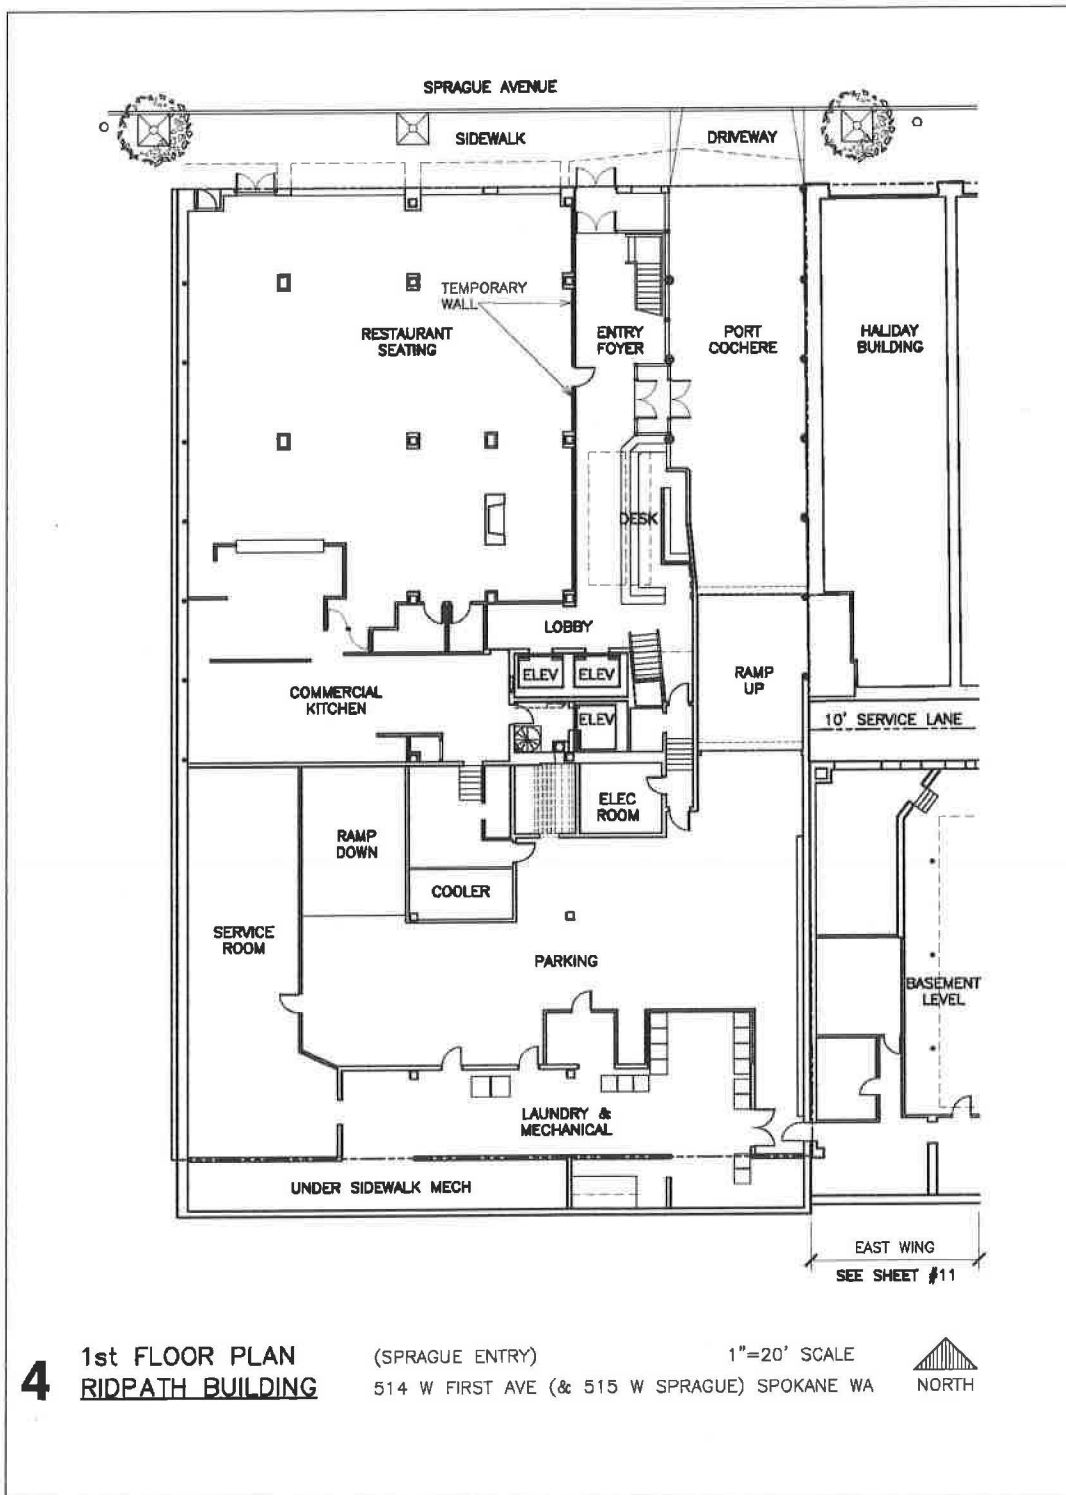 SPRAGUE AVENUE
SIDEWALK
DRIVEWAY
TEMPORARY
WALL
RESTAURANT
SEATING
ENTRY
FOYER
PORT
COCHERE
HALIDAY
BUILDING
DESK
LOBBY
ELEV
ELEV
RAMP
UP
COMMERCIAL
KITCHEN
ELEV
10' SERVICE LANE
ELEC
ROOM
RAMP
DOWN
COOLER
SERVICE
ROOM
PARKING
BASEMENT
LEVEL
LAUNDRY &
MECHANICAL
UNDER SIDEWALK MECH
EAST WING
SEE SHEET #11
4
1st FLOOR PLAN
RIDPATH BUILDING
(SPRAGUE ENTRY)
1"=20' SCALE
514 W FIRST AVE (& 515 W SPRAGUE) SPOKANE WA
NORTH